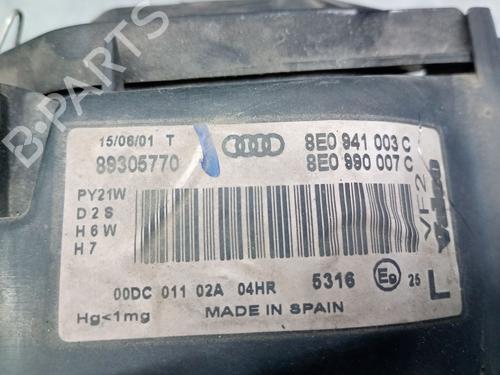 15/06/01 T
8E0 941 003 C
89305770
8E0 990 007 C
PY21W
D2S
H6W
H7
00DC 011 02A 04HR
5316
E9
25
L
Hg<1mg
MADE IN SPAIN
VF2
Valeo
B-PARTS